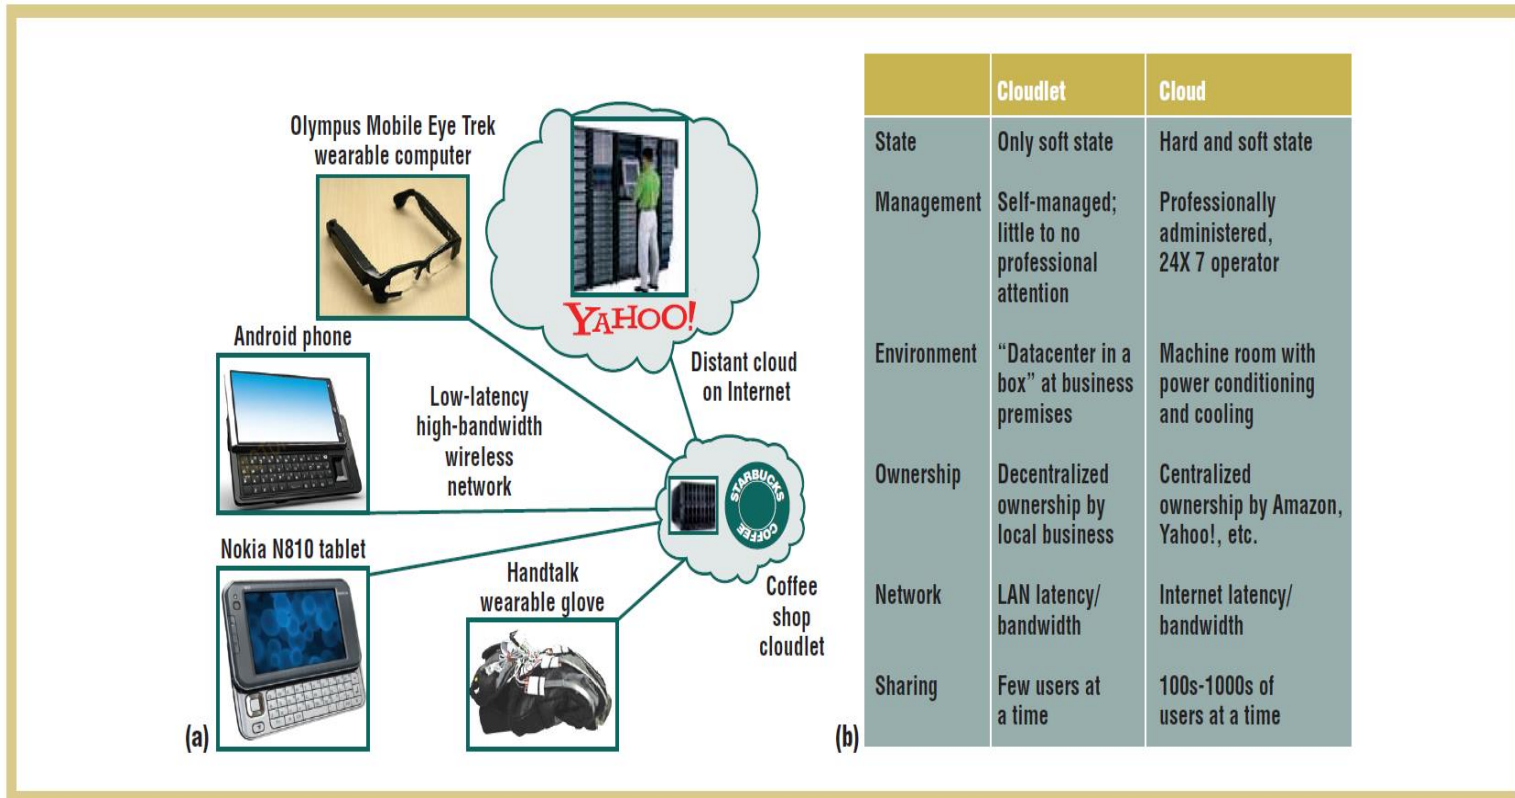 Olympus Mobile Eye Trek
wearable computer
YAHOO!
Android phone
Distant cloud
on Internet
Low-latency
high-bandwidth
wireless
network
STARBUCKS
COFFEE
Nokia N810 tablet
Handtalk
wearable glove
Coffee
shop
cloudlet
(a)
Cloudlet Cloud
State Only soft state Hard and soft state
Management Self-managed; Professionally
little to no administered,
professional 24X 7 operator
attention
Environment “Datacenter in a Machine room with
box” at business power conditioning
premises and cooling
Ownership Decentralized Centralized
ownership by ownership by Amazon,
local business Yahoo!, etc.
Network LAN latency/ Internet latency/
bandwidth bandwidth
Sharing Few users at 100s-1000s of
a time users at a time
(b)